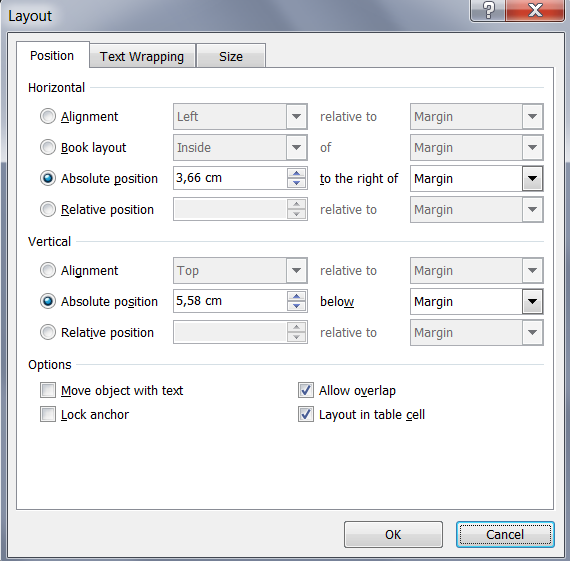 Layout
Position Text Wrapping Size
Horizontal
Alignment Left relative to Margin
Book layout Inside of Margin
Absolute position 3,66 cm to the right of Margin
Relative position relative to Margin
Vertical
Alignment Top relative to Margin
Absolute position 5,58 cm below Margin
Relative position relative to Margin
Options
Move object with text Allow overlap
Lock anchor Layout in table cell
OK Cancel